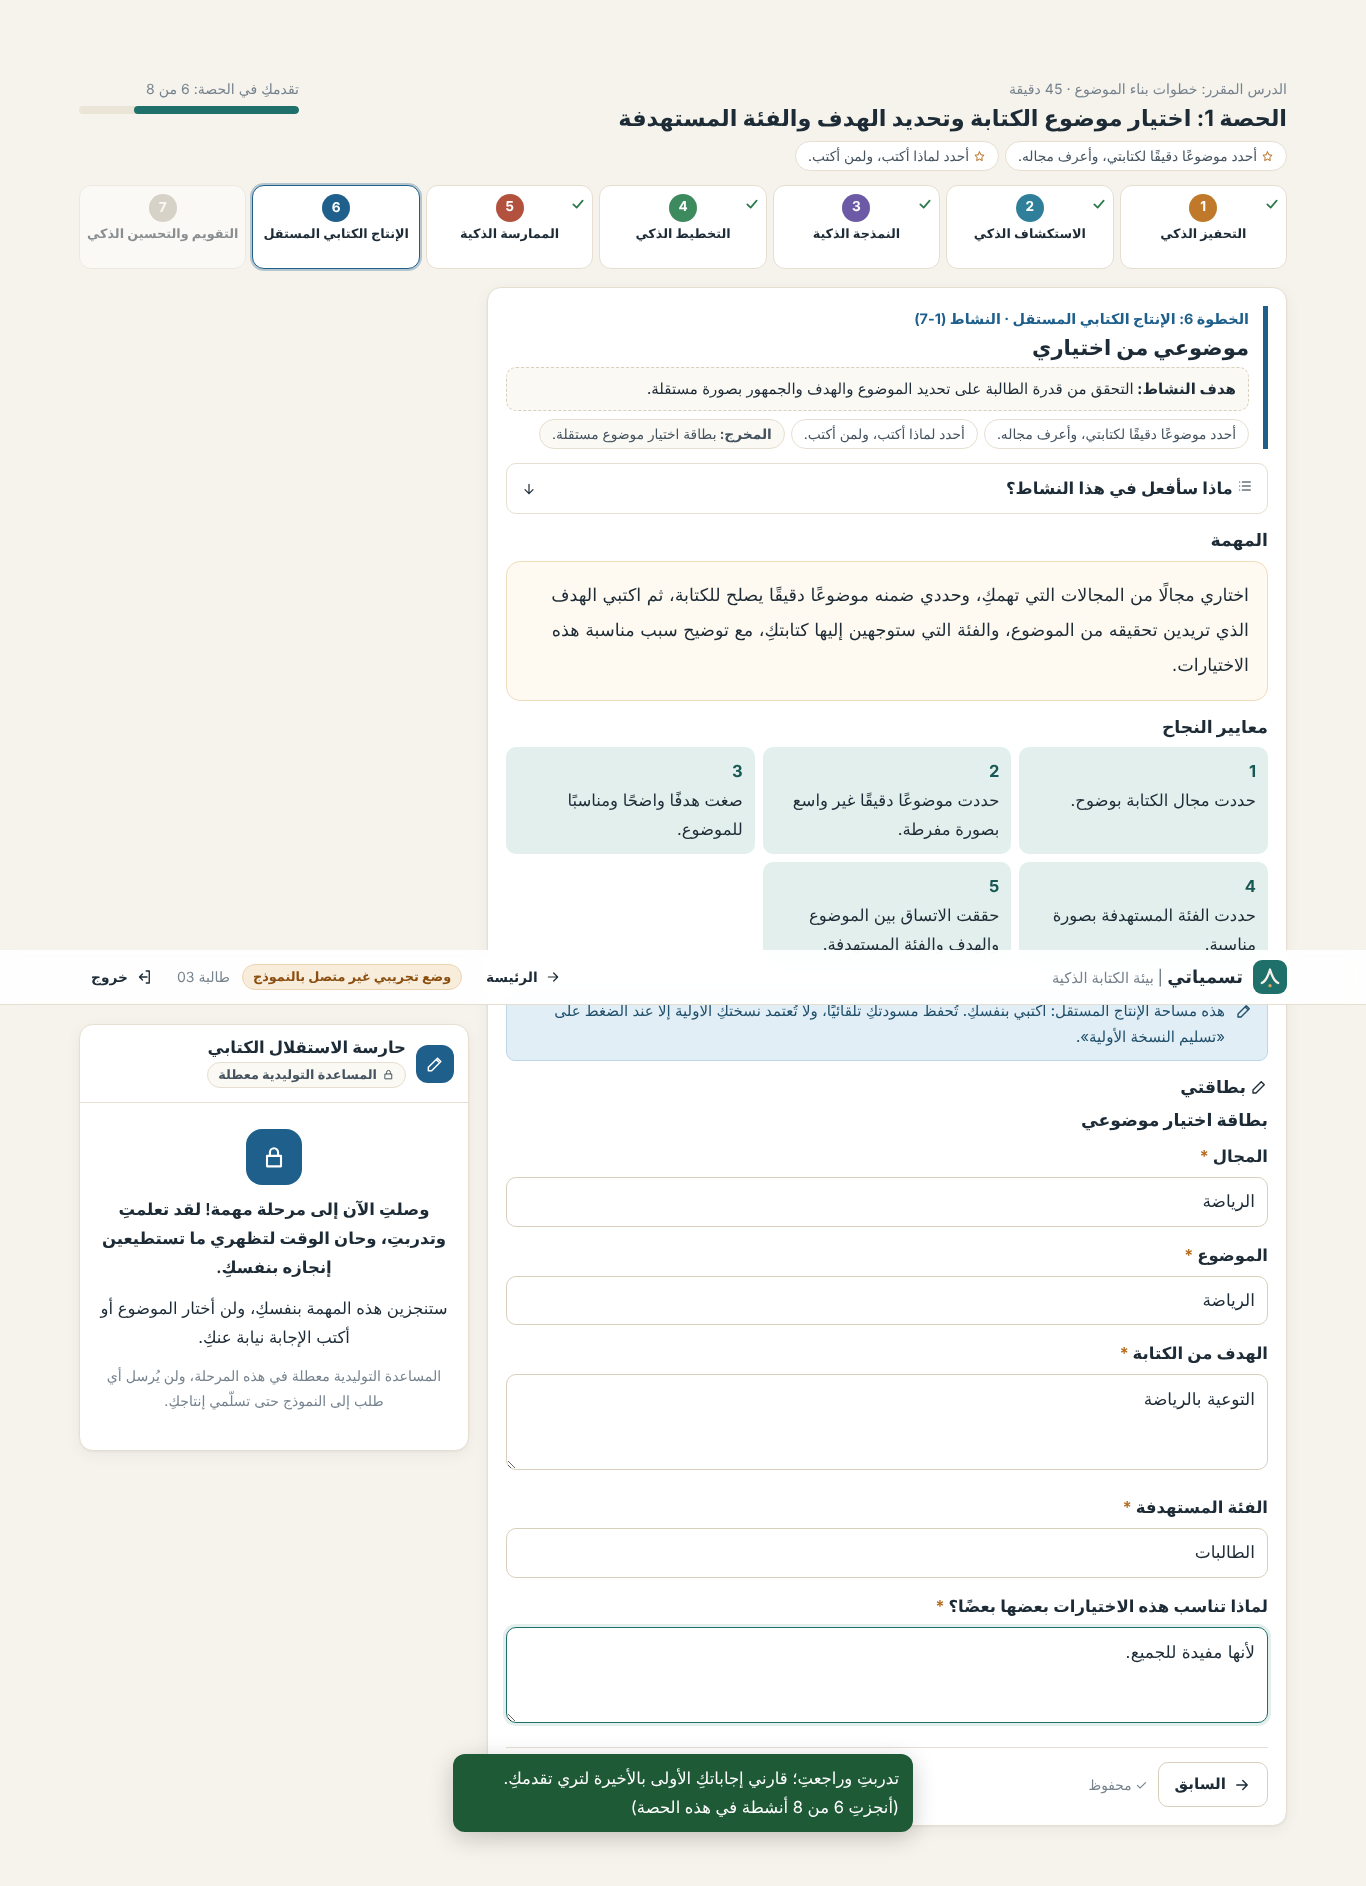 الدرس المقرر: خطوات بناء الموضوع · 45 دقيقة
تقدمكِ في الحصة: 6 من 8
الحصة 1: اختيار موضوع الكتابة وتحديد الهدف والفئة المستهدفة
أحدد موضوعًا دقيقًا لكتابتي، وأعرف مجاله.
أحدد لماذا أكتب، ولمن أكتب.
1
التحفيز الذكي
2
الاستكشاف الذكي
3
النمذجة الذكية
4
التخطيط الذكي
5
الممارسة الذكية
6
الإنتاج الكتابي المستقل
7
التقويم والتحسين الذكي
الخطوة 6: الإنتاج الكتابي المستقل · النشاط (1-7)
موضوعي من اختياري
هدف النشاط: التحقق من قدرة الطالبة على تحديد الموضوع والهدف والجمهور بصورة مستقلة.
أحدد موضوعًا دقيقًا لكتابتي، وأعرف مجاله.
أحدد لماذا أكتب، ولمن أكتب.
المخرج: بطاقة اختيار موضوع مستقلة.
ماذا سأفعل في هذا النشاط؟
المهمة
اختاري مجالًا من المجالات التي تهمكِ، وحددي ضمنه موضوعًا دقيقًا يصلح للكتابة، ثم اكتبي الهدف
الذي تريدين تحقيقه من الموضوع، والفئة التي ستوجهين إليها كتابتكِ، مع توضيح سبب مناسبة هذه
الاختيارات.
معايير النجاح
1
حددت مجال الكتابة بوضوح.
2
حددت موضوعًا دقيقًا غير واسع
بصورة مفرطة.
3
صغت هدفًا واضحًا ومناسبًا
للموضوع.
4
حددت الفئة المستهدفة بصورة
مناسبة.
5
حققت الاتساق بين الموضوع
والهدف والفئة المستهدفة.
تسمياتي | بيئة الكتابة الذكية
الرئيسة
وضع تجريبي غير متصل بالنموذج
طالبة 03
خروج
هذه مساحة الإنتاج المستقل: اكتبي بنفسكِ. تُحفظ مسودتكِ تلقائيًا، ولا تُعتمد نسختكِ الأولية إلا عند الضغط على
«تسليم النسخة الأولية».
بطاقتي
بطاقة اختيار موضوعي
المجال *
الرياضة
الموضوع *
الرياضة
الهدف من الكتابة *
التوعية بالرياضة
الفئة المستهدفة *
الطالبات
لماذا تناسب هذه الاختيارات بعضها بعضًا؟ *
لأنها مفيدة للجميع.
السابق
محفوظ
تدربتِ وراجعتِ؛ قارني إجاباتكِ الأولى بالأخيرة لتري تقدمكِ.
(أنجزتِ 6 من 8 أنشطة في هذه الحصة)
حارسة الاستقلال الكتابي
المساعدة التوليدية معطلة
وصلتِ الآن إلى مرحلة مهمة! لقد تعلمتِ
وتدربتِ، وحان الوقت لتظهري ما تستطيعين
إنجازه بنفسكِ.
ستنجزين هذه المهمة بنفسكِ، ولن أختار الموضوع أو
أكتب الإجابة نيابة عنكِ.
المساعدة التوليدية معطلة في هذه المرحلة، ولن يُرسل أي
طلب إلى النموذج حتى تسلّمي إنتاجكِ.